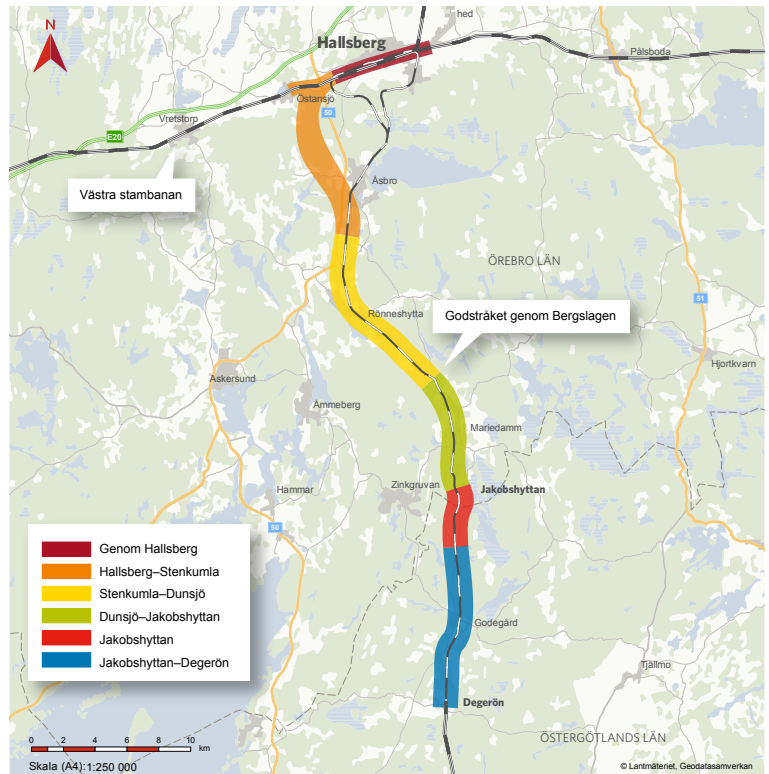 N
hed
Hallsberg
Pålsboda
Östansjö
50
Vretstorp
E20
Åsbro
Västra stambanan
ÖREBRO LÄN
51
Rönneshytta
Godstråket genom Bergslagen
Hjortkvarn
Askersund
Åmmeberg
Mariedamm
Zinkgruvan
Jakobshyttan
Hammar
50
Genom Hallsberg
Hallsberg–Stenkumla
Stenkumla–Dunsjö
Dunsjö–Jakobshyttan
Jakobshyttan
Jakobshyttan–Degerön
Godegård
Tjällmo
Degerön
ÖSTERGÖTLANDS LÄN
0 2 4 6 8 10
km
Skala (A4):1:250 000
© Lantmäteriet, Geodatasamverkan